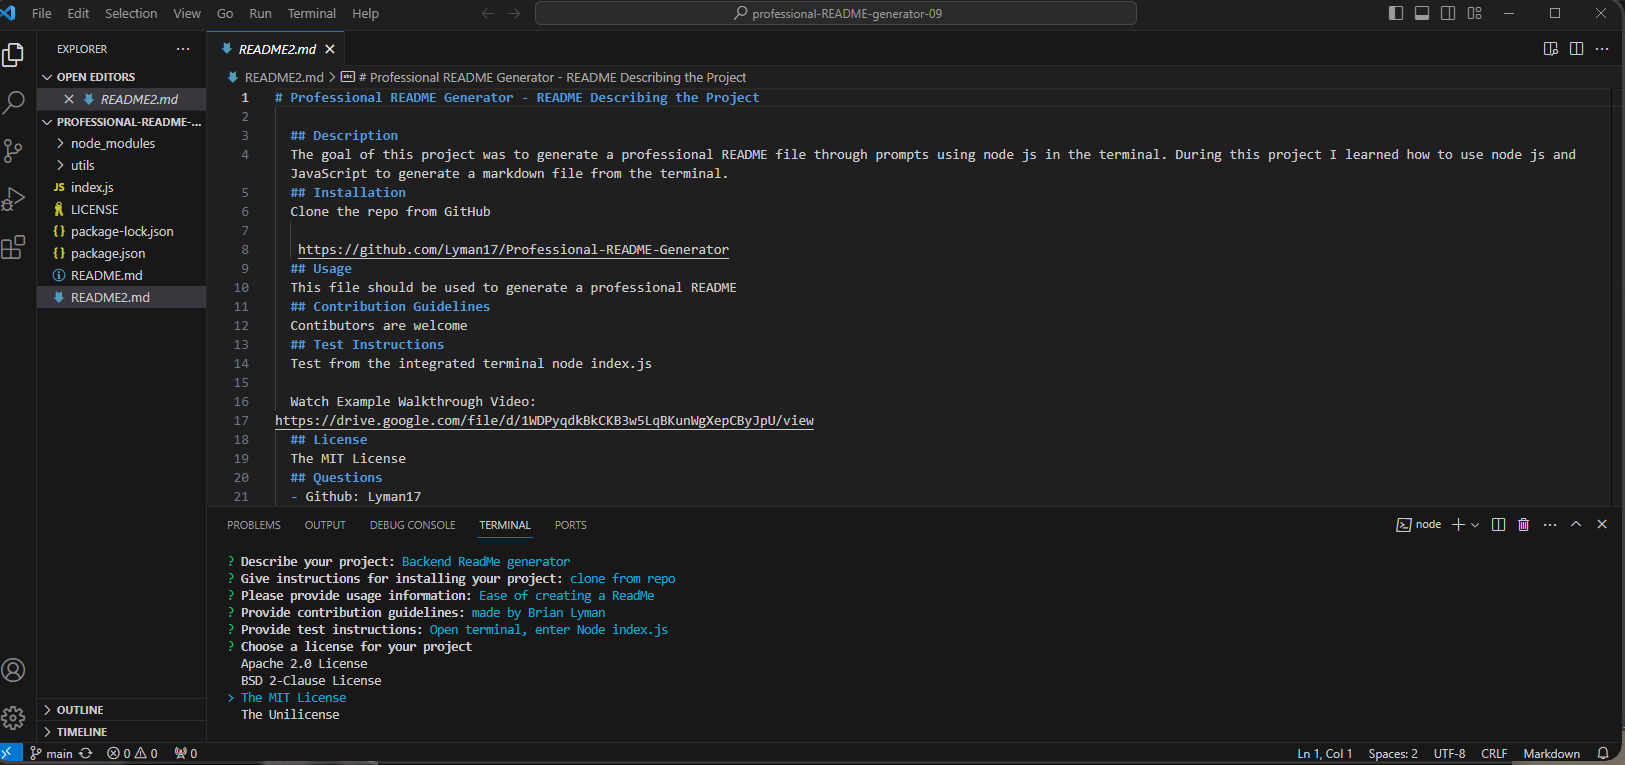 File Edit Selection View Go Run Terminal Help professional-README-generator-09
EXPLORER
OPEN EDITORS
README2.md
PROFESSIONAL-README-...
node_modules
utils
JS index.js
LICENSE
{} package-lock.json
{} package.json
README.md
README2.md
OUTLINE
TIMELINE
README2.md
README2.md > # Professional README Generator - README Describing the Project
1 # Professional README Generator - README Describing the Project
2
3 ## Description
4 The goal of this project was to generate a professional README file through prompts using node js in the terminal. During this project I learned how to use node js and
JavaScript to generate a markdown file from the terminal.
5 ## Installation
6 Clone the repo from GitHub
7
8 https://github.com/Lyman17/Professional-README-Generator
9 ## Usage
10 This file should be used to generate a professional README
11 ## Contribution Guidelines
12 Contibutors are welcome
13 ## Test Instructions
14 Test from the integrated terminal node index.js
15
16 Watch Example Walkthrough Video:
17 https://drive.google.com/file/d/1WDPyqdkBkCKB3w5LqBKunWgXepCByJpU/view
18 ## License
19 The MIT License
20 ## Questions
21 - Github: Lyman17
PROBLEMS OUTPUT DEBUG CONSOLE TERMINAL PORTS node
? Describe your project: Backend ReadMe generator
? Give instructions for installing your project: clone from repo
? Please provide usage information: Ease of creating a ReadMe
? Provide contribution guidelines: made by Brian Lyman
? Provide test instructions: Open terminal, enter Node index.js
? Choose a license for your project
Apache 2.0 License
BSD 2-Clause License
> The MIT License
The Unilicense
main 0 0 0 Ln 1, Col 1 Spaces: 2 UTF-8 CRLF Markdown